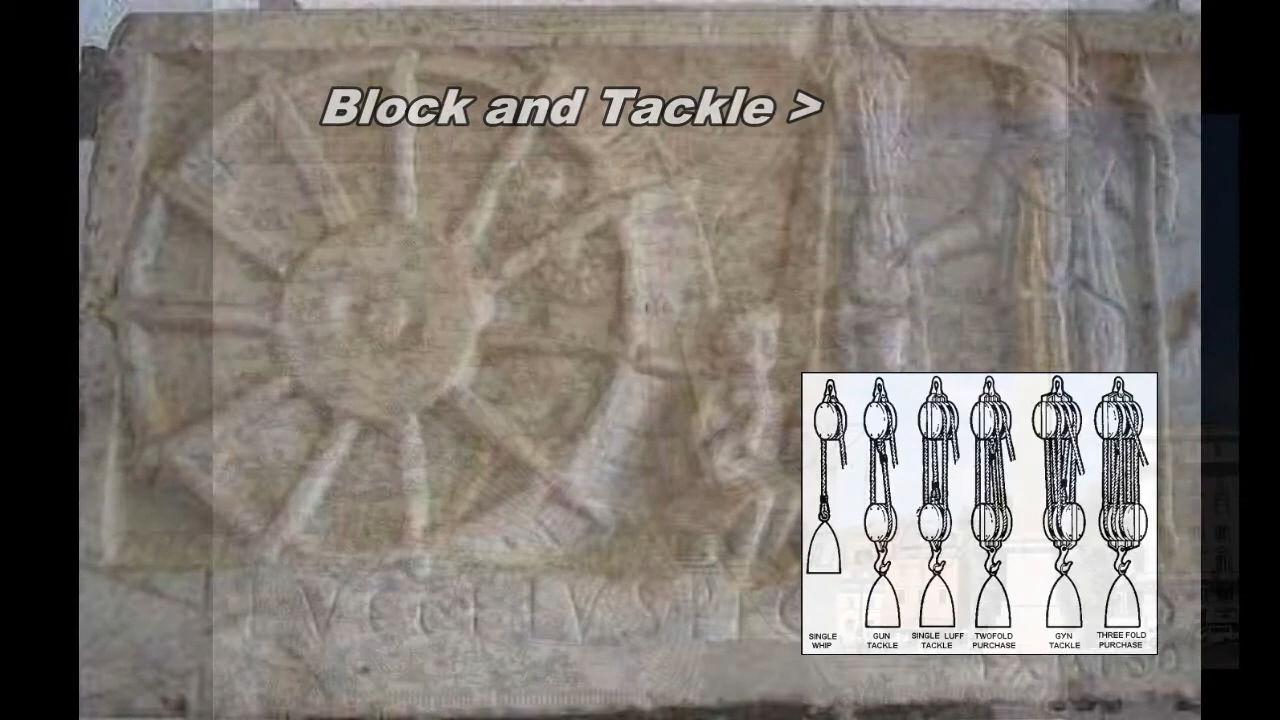 Block and Tackle >
SINGLE WHIP
GUN TACKLE
SINGLE LUFF TACKLE
TWOFOLD PURCHASE
GYN TACKLE
THREE FOLD PURCHASE